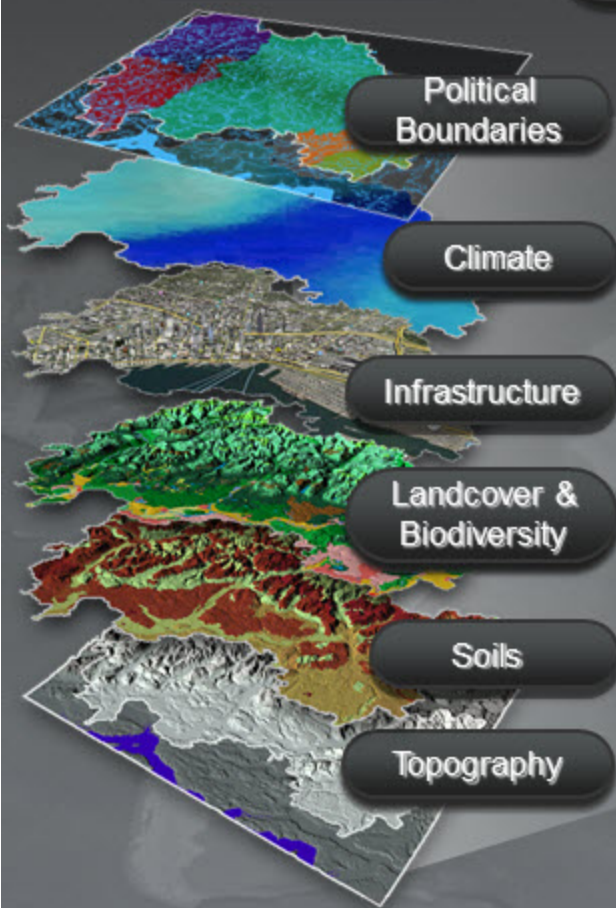 Political
Boundaries
Climate
Infrastructure
Landcover &
Biodiversity
Soils
Topography